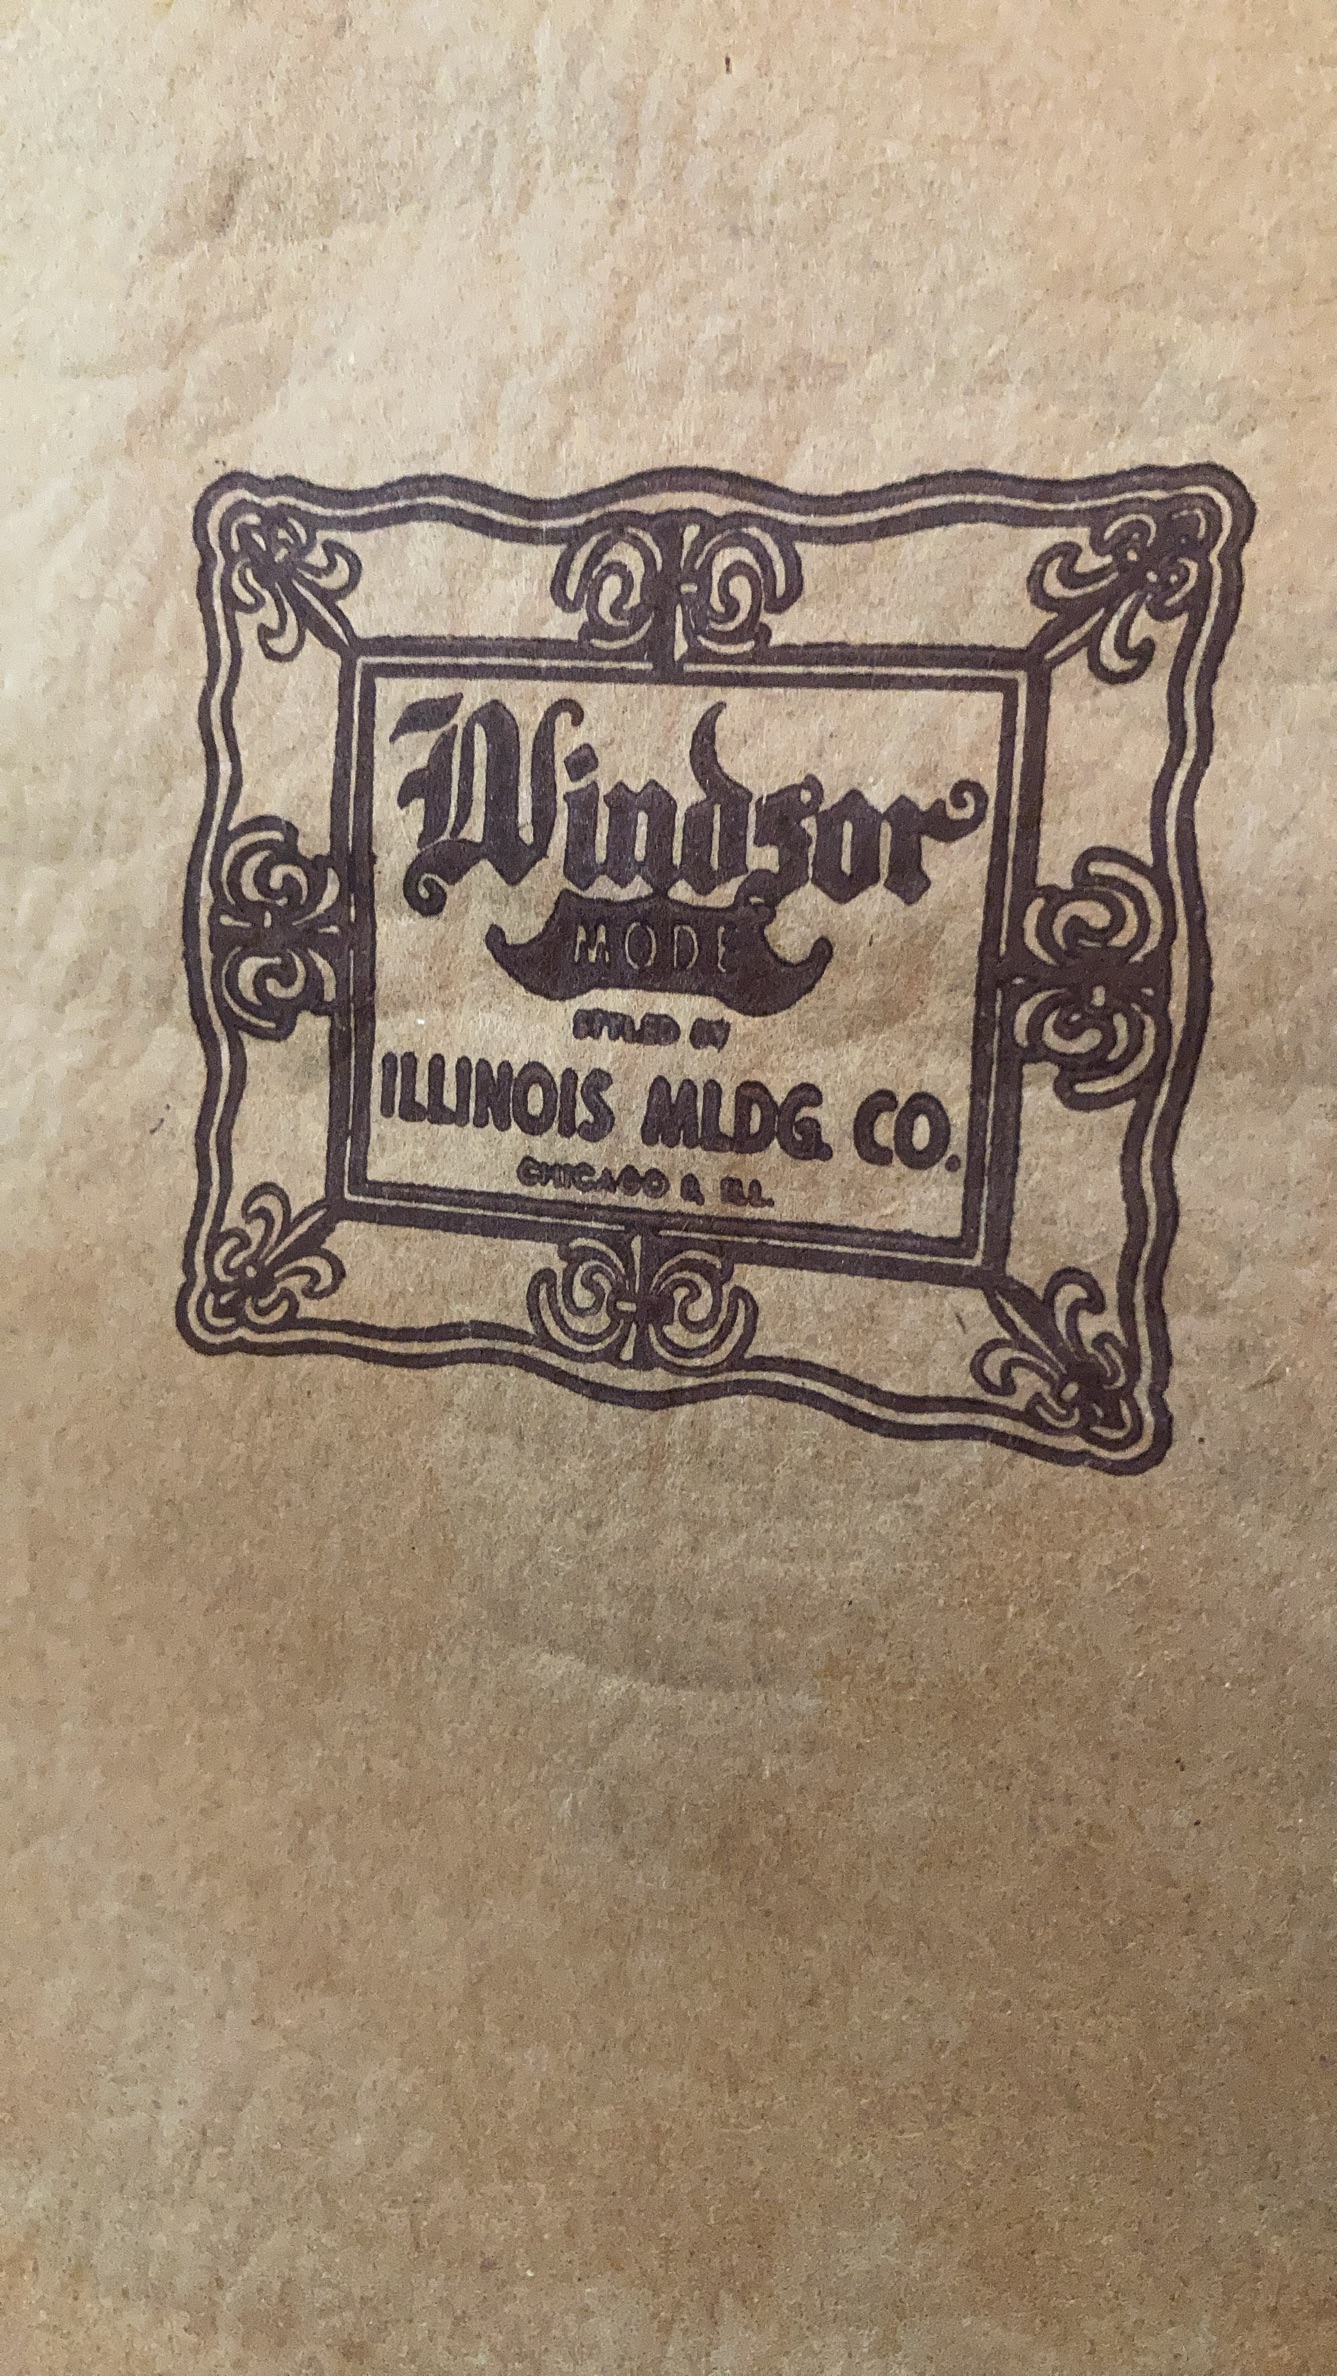 Windsor
MODE
STYLED BY
ILLINOIS MLDG. CO.
CHICAGO 8, ILL.